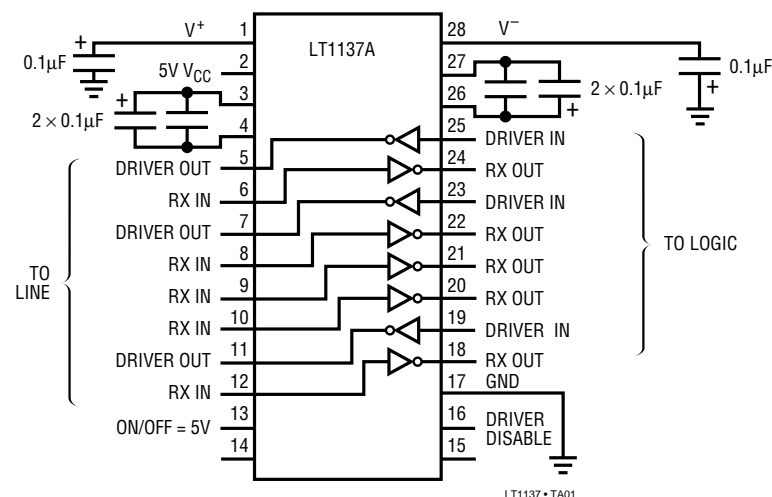 V+
1
LT1137A
28
V−
0.1µF
2
5V VCC
27
0.1µF
2 × 0.1µF
3
26
2 × 0.1µF
4
25
DRIVER IN
DRIVER OUT
5
24
RX OUT
RX IN
6
23
DRIVER IN
DRIVER OUT
7
22
RX OUT
RX IN
8
21
RX OUT
RX IN
9
20
RX OUT
RX IN
10
19
DRIVER IN
DRIVER OUT
11
18
RX OUT
RX IN
12
17
GND
ON/OFF = 5V
13
16
DRIVER
DISABLE
14
15
TO
LINE
TO LOGIC
+
+
+
+
LT1137 • TA01